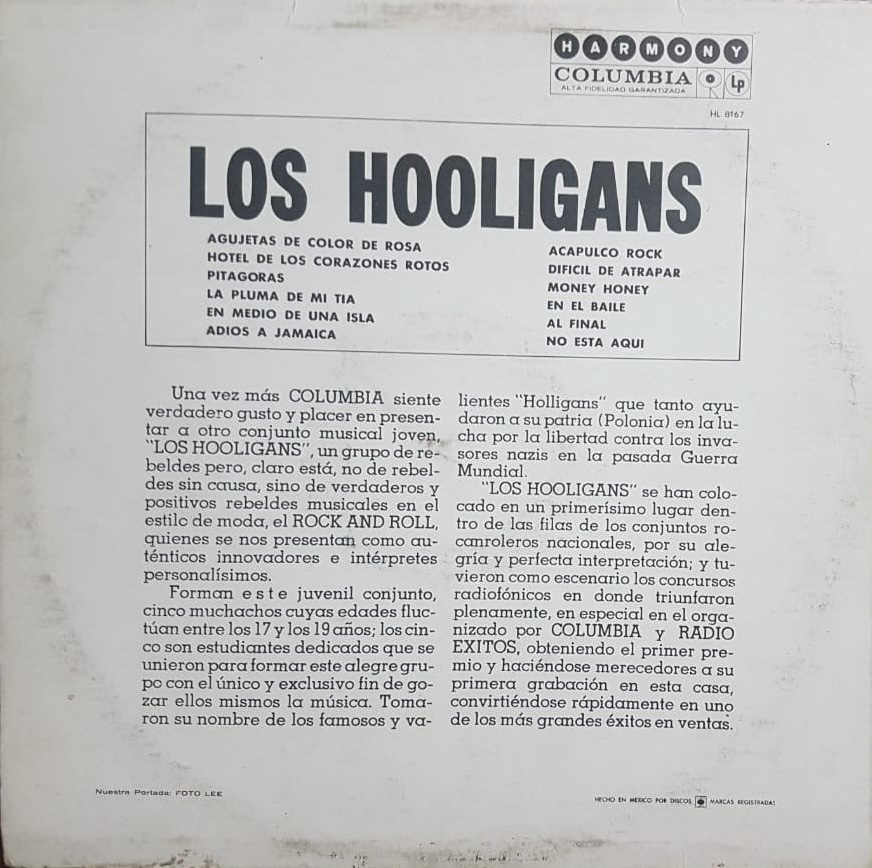 HARMONY
COLUMBIA
Lp
ALTA FIDELIDAD GARANTIZADA
HL 8167
LOS HOOLIGANS
AGUJETAS DE COLOR DE ROSA
HOTEL DE LOS CORAZONES ROTOS
PITAGORAS
LA PLUMA DE MI TIA
EN MEDIO DE UNA ISLA
ADIOS A JAMAICA
ACAPULCO ROCK
DIFICIL DE ATRAPAR
MONEY HONEY
EN EL BAILE
AL FINAL
NO ESTA AQUI
Una vez más COLUMBIA siente
verdadero gusto y placer en presen-
tar a otro conjunto musical joven,
"LOS HOOLIGANS", un grupo de re-
beldes pero, claro está, no de rebel-
des sin causa, sino de verdaderos y
positivos rebeldes musicales en el
estilo de moda, el ROCK AND ROLL,
quienes se nos presentan como au-
ténticos innovadores e intérpretes
personalísimos.
Forman este juvenil conjunto,
cinco muchachos cuyas edades fluc-
túan entre los 17 y los 19 años; los cin-
co son estudiantes dedicados que se
unieron para formar este alegre gru-
po con el único y exclusivo fin de go-
zar ellos mismos la música. Toma-
ron su nombre de los famosos y va-
lientes "Holligans" que tanto ayu-
daron a su patria (Polonia) en la lu-
cha por la libertad contra los inva-
sores nazis en la pasada Guerra
Mundial.
"LOS HOOLIGANS" se han colo-
cado en un primerísimo lugar den-
tro de las filas de los conjuntos ro-
canroleros nacionales, por su ale-
gría y perfecta interpretación; y tu-
vieron como escenario los concursos
radiofónicos en donde triunfaron
plenamente, en especial en el orga-
nizado por COLUMBIA y RADIO
EXITOS, obteniendo el primer pre-
mio y haciéndose merecedores a su
primera grabación en esta casa,
convirtiéndose rápidamente en uno
de los más grandes éxitos en ventas.
Nuestra Portada: FOTO LEE
HECHO EN MEXICO POR DISCOS MARCAS REGISTRADAS